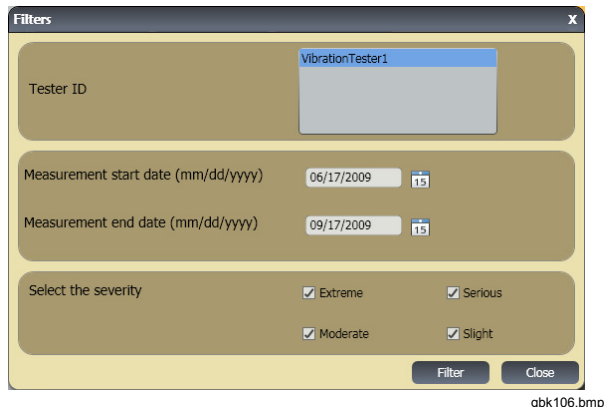 Filters X
VibrationTester1
Tester ID
Measurement start date (mm/dd/yyyy) 06/17/2009 15
Measurement end date (mm/dd/yyyy) 09/17/2009 15
Select the severity Extreme Serious
Moderate Slight
Filter Close
gbk106.bmp